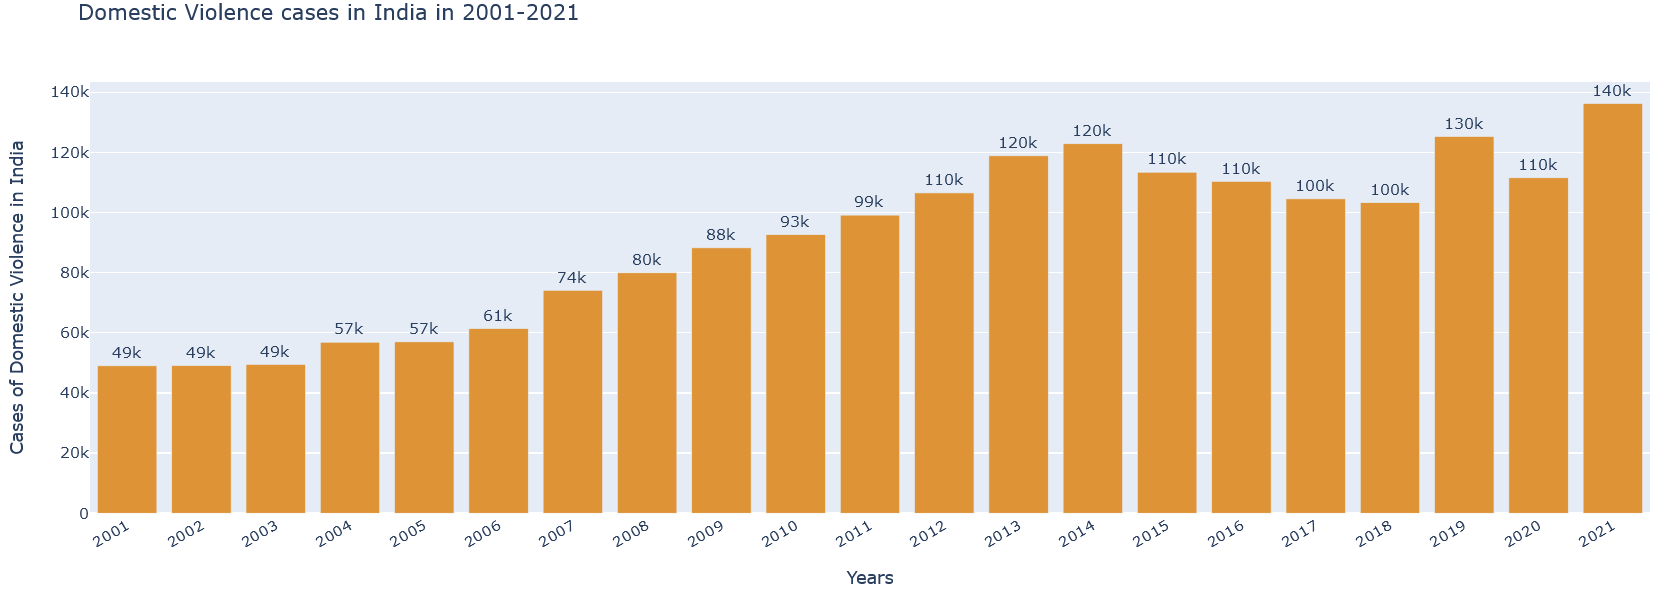 Domestic Violence cases in India in 2001-2021
Cases of Domestic Violence in India
140k
120k
100k
80k
60k
40k
20k
0
49k
49k
49k
57k
57k
61k
74k
80k
88k
93k
99k
110k
120k
120k
110k
110k
100k
100k
130k
110k
140k
2001
2002
2003
2004
2005
2006
2007
2008
2009
2010
2011
2012
2013
2014
2015
2016
2017
2018
2019
2020
2021
Years